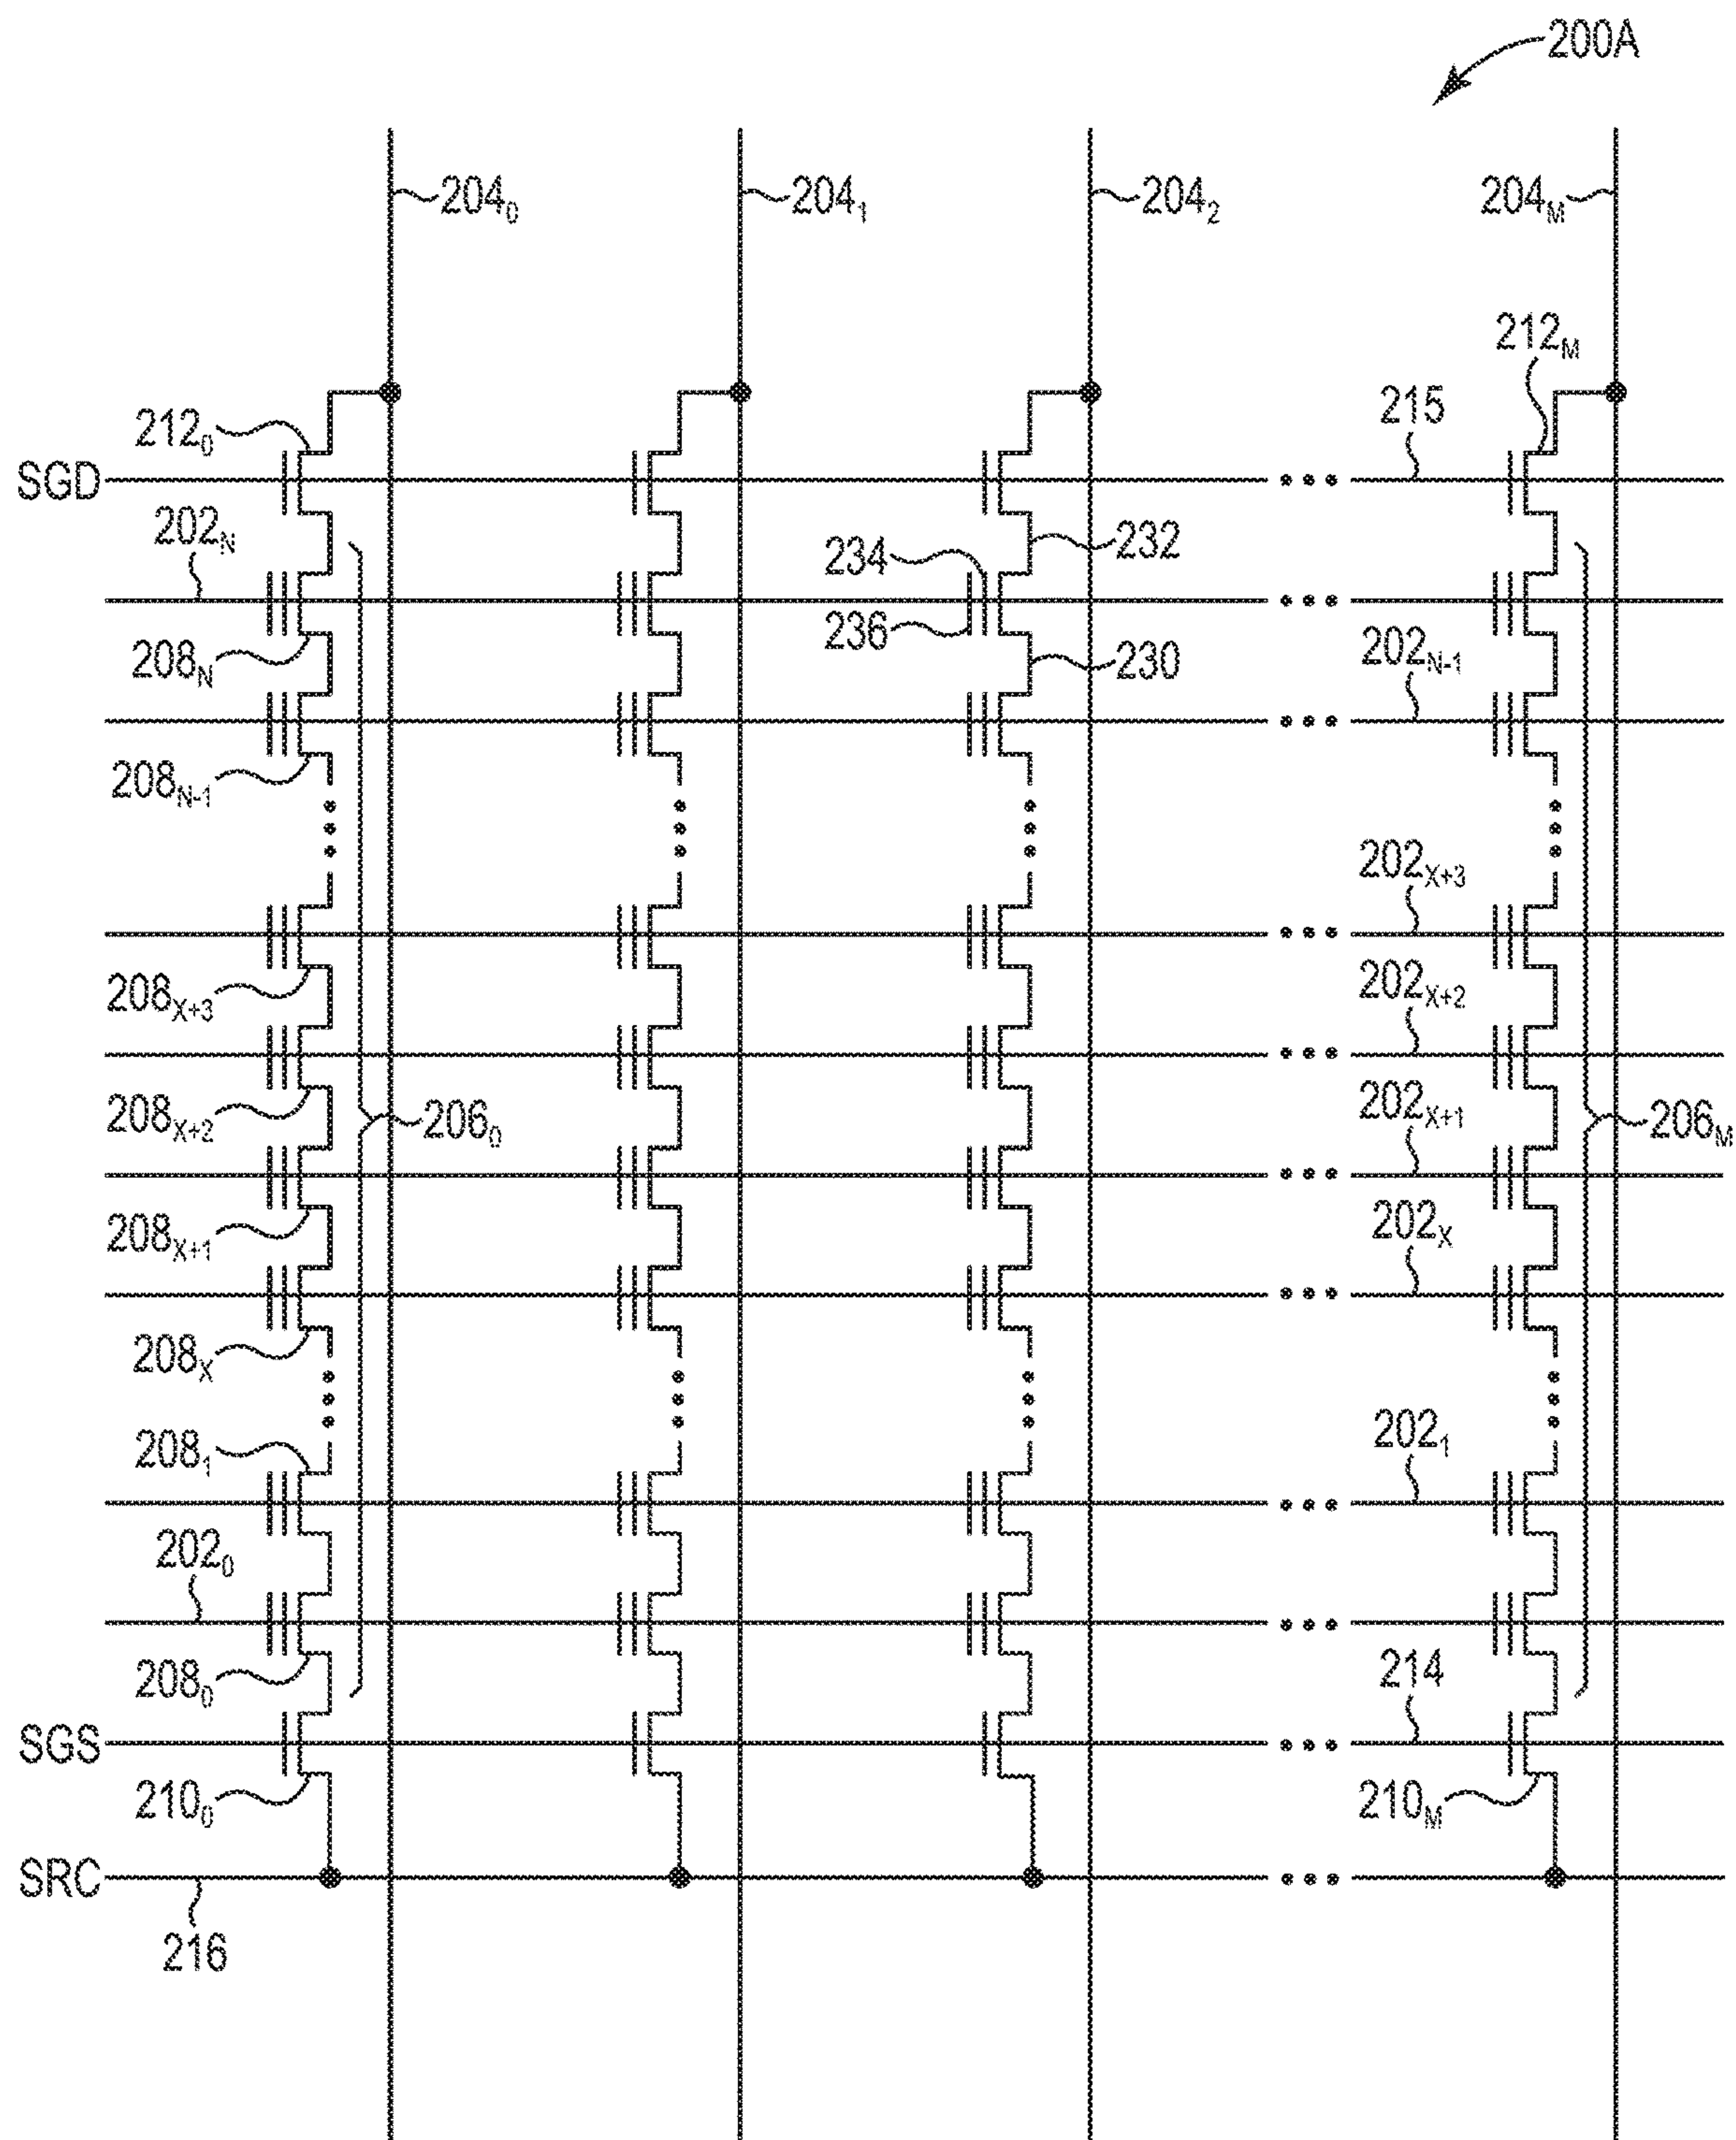 200A
204₀ 204₁ 204₂ 204M
212M
212₀ 215
SGD
202N 234 232
236
208N 230 202N-1
208N-1
202X+3
208X+3 202X+2
208X+2 206₀ 202X+1 206M
208X+1 202X
208X
208₁ 202₁
202₀
208₀ 214
SGS
210₀ 210M
SRC
216